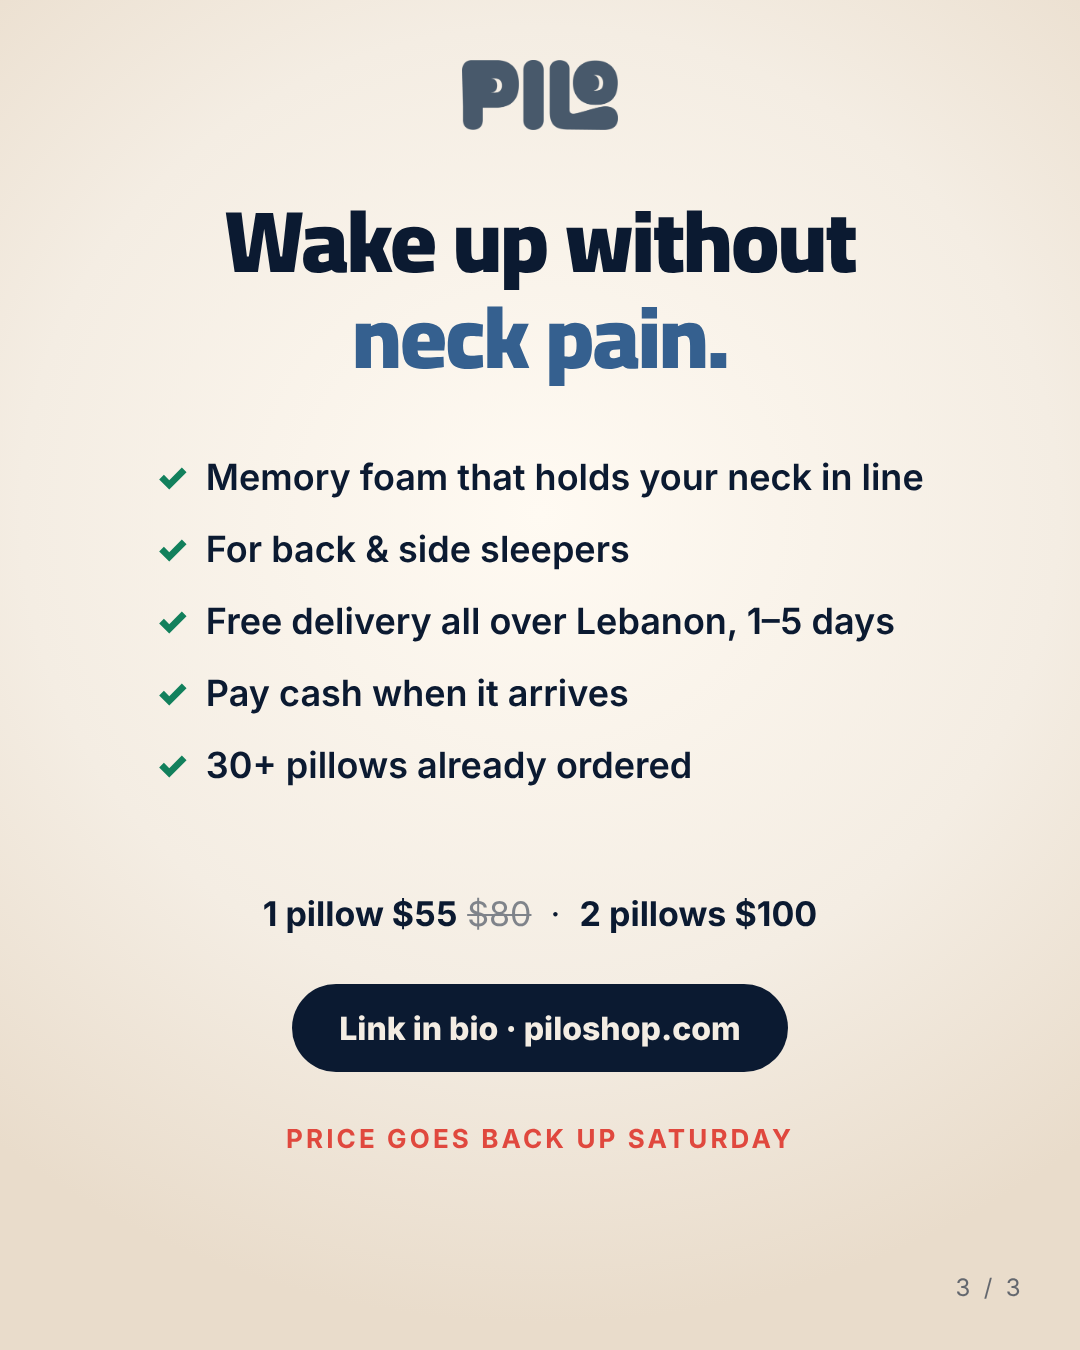 PILO
Wake up without
neck pain.
Memory foam that holds your neck in line
For back & side sleepers
Free delivery all over Lebanon, 1–5 days
Pay cash when it arrives
30+ pillows already ordered
1 pillow $55 $80 · 2 pillows $100
Link in bio · piloshop.com
PRICE GOES BACK UP SATURDAY
3 / 3